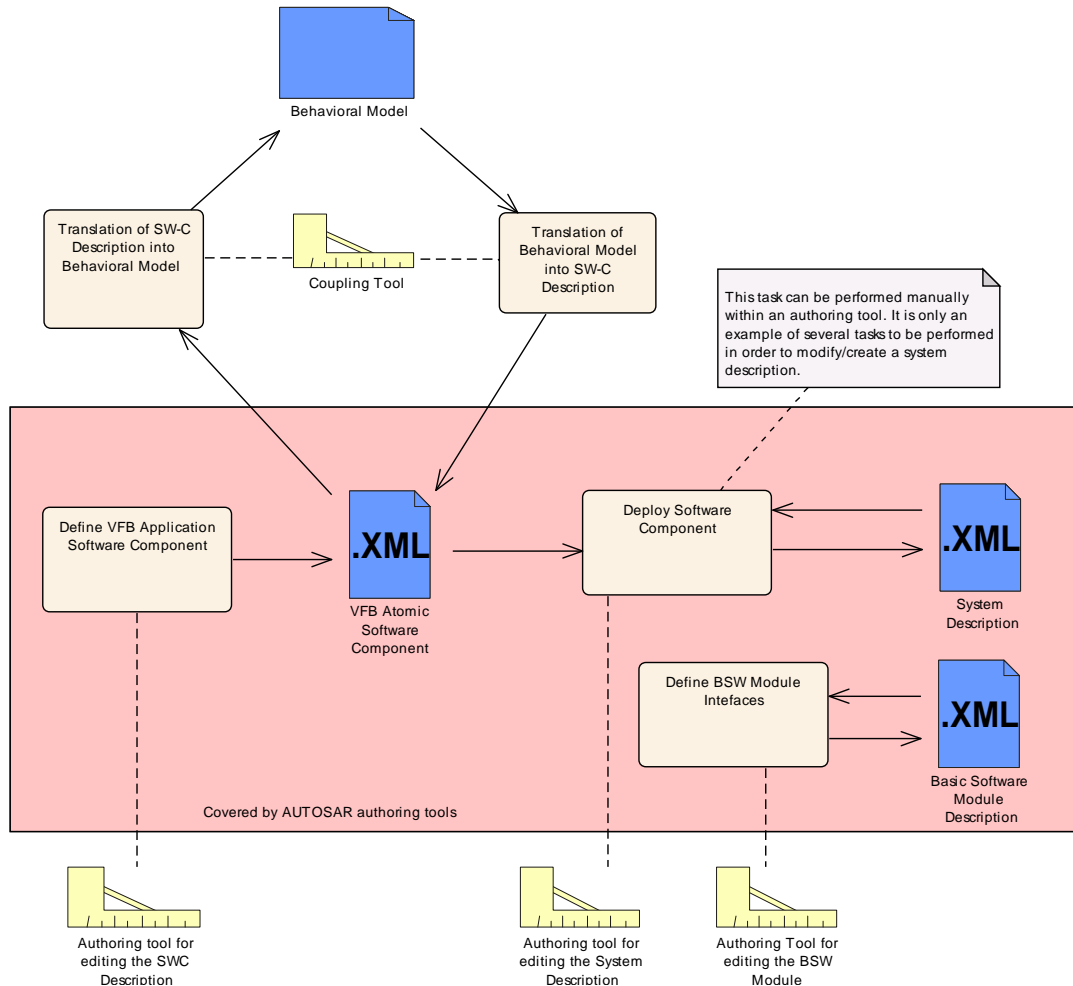 Behavioral Model
Translation of SW-C
Description into
Behavioral Model
Coupling Tool
Translation of
Behavioral Model
into SW-C
Description
This task can be performed manually
within an authoring tool. It is only an
example of several tasks to be performed
in order to modify/create a system
description.
Define VFB Application
Software Component
.XML
VFB Atomic
Software
Component
Deploy Software
Component
.XML
System
Description
Define BSW Module
Intefaces
.XML
Basic Software
Module
Description
Covered by AUTOSAR authoring tools
Authoring tool for
editing the SWC
Description
Authoring tool for
editing the System
Description
Authoring Tool for
editing the BSW
Module